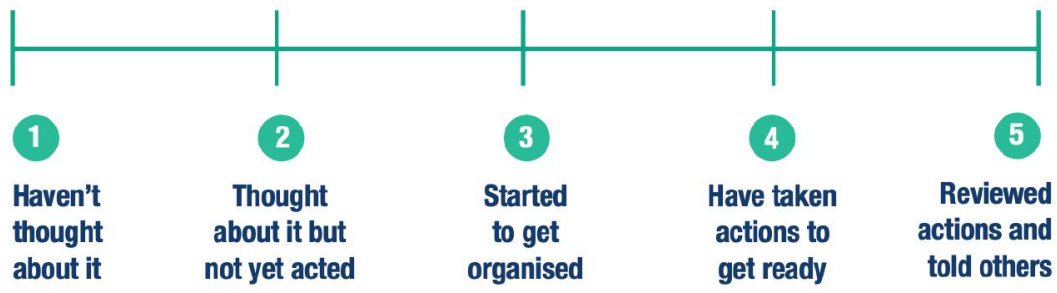 1
Haven't
thought
about it
2
Thought
about it but
not yet acted
3
Started
to get
organised
4
Have taken
actions to
get ready
5
Reviewed
actions and
told others